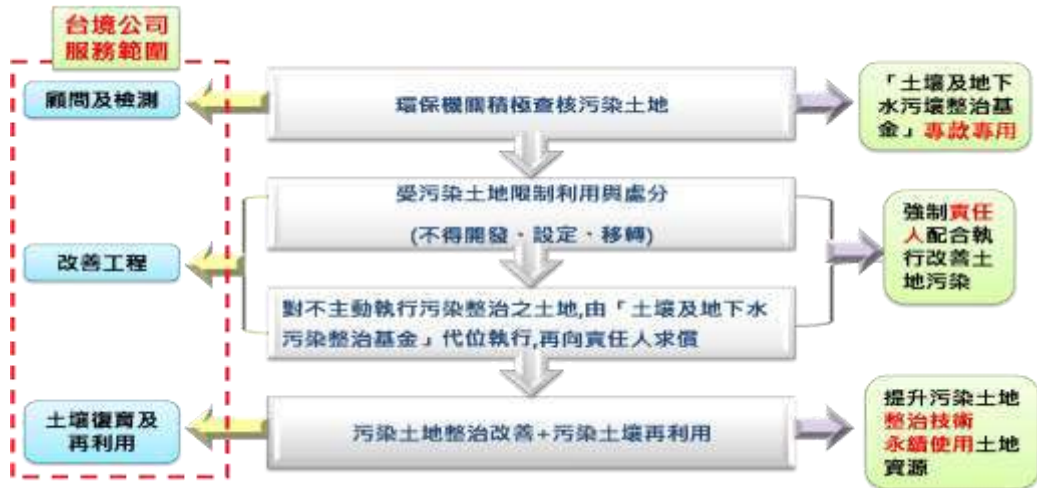 台境公司
服務範圍
顧問及檢測
環保機關積極查核污染土地
「土壤及地下
水污壤整治基
金」專款專用
受污染土地限制利用與處分
(不得開發、設定、移轉)
改善工程
強制責任
人配合執
行改善土
地污染
對不主動執行污染整治之土地,由「土壤及地下水
污染整治基金」代位執行,再向責任人求償
土壤復育及
再利用
污染土地整治改善+污染土壤再利用
提升污染土地
整治技術
永續使用土地
資源